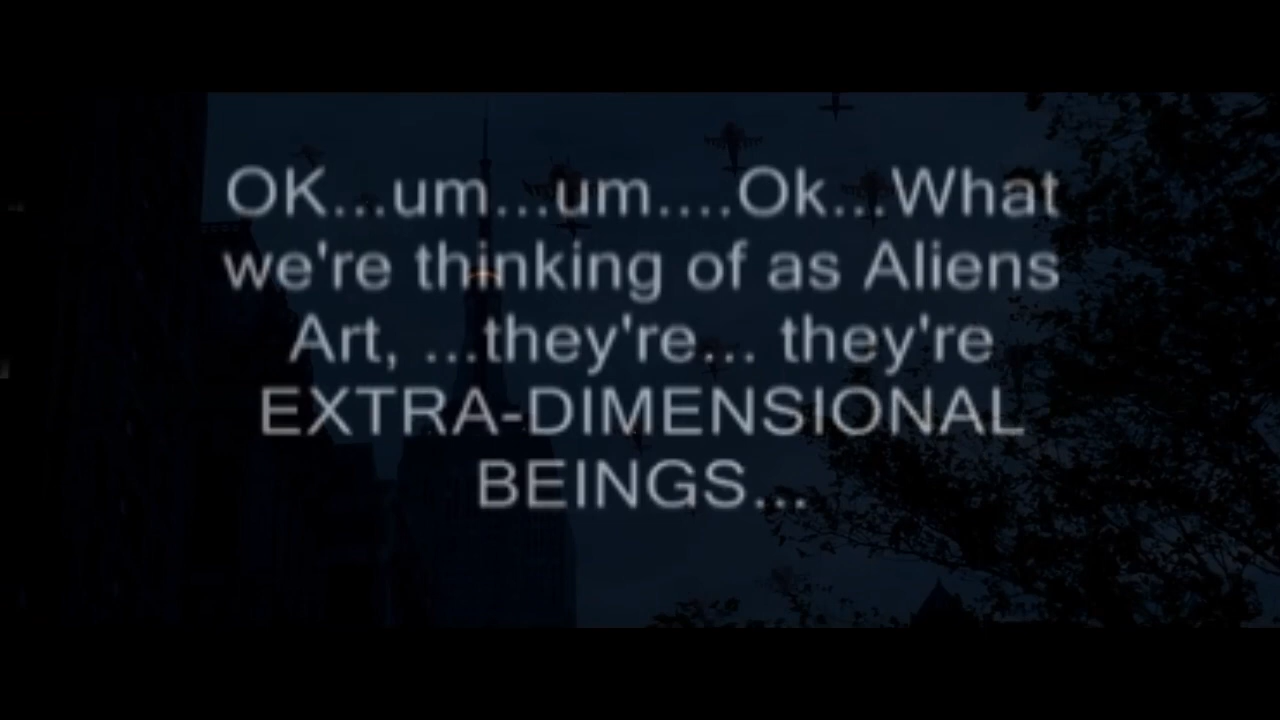 OK...um...um....Ok...What
we're thinking of as Aliens
Art, ...they're... they're
EXTRA-DIMENSIONAL
BEINGS...